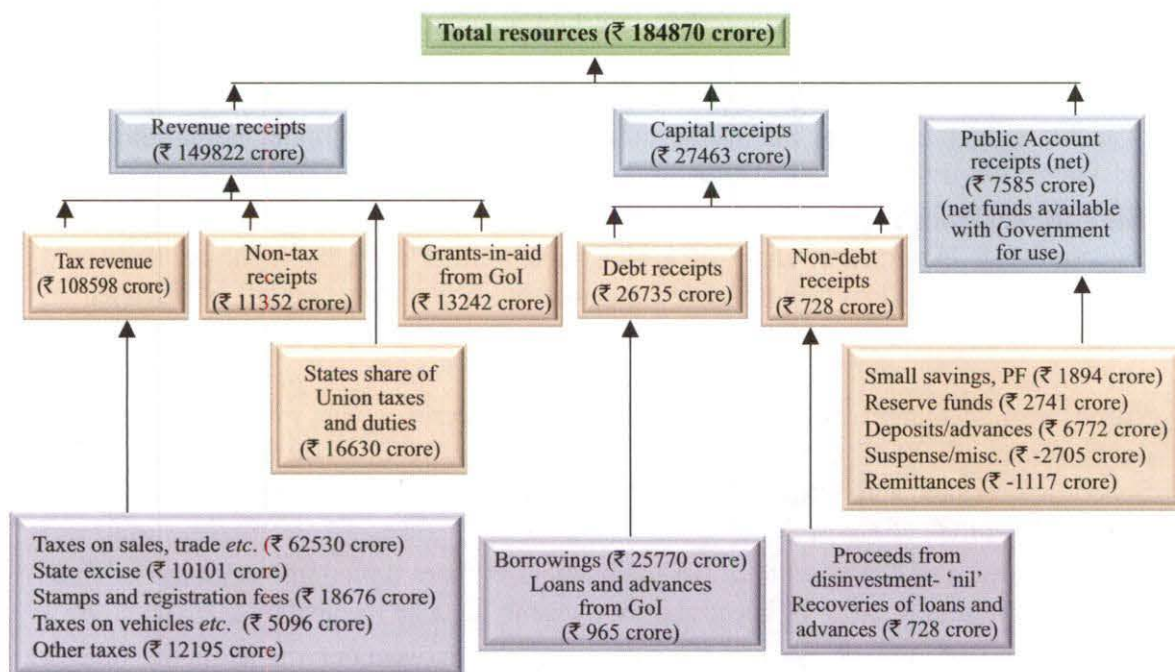 Total resources (₹ 184870 crore)
Revenue receipts
(₹ 149822 crore)
Capital receipts
(₹ 27463 crore)
Public Account
receipts (net)
(₹ 7585 crore)
(net funds available
with Government
for use)
Tax revenue
(₹ 108598 crore)
Non-tax
receipts
(₹ 11352 crore)
Grants-in-aid
from GoI
(₹ 13242 crore)
Debt receipts
(₹ 26735 crore)
Non-debt
receipts
(₹ 728 crore)
States share of
Union taxes
and duties
(₹ 16630 crore)
Small savings, PF (₹ 1894 crore)
Reserve funds (₹ 2741 crore)
Deposits/advances (₹ 6772 crore)
Suspense/misc. (₹ -2705 crore)
Remittances (₹ -1117 crore)
Taxes on sales, trade etc. (₹ 62530 crore)
State excise (₹ 10101 crore)
Stamps and registration fees (₹ 18676 crore)
Taxes on vehicles etc. (₹ 5096 crore)
Other taxes (₹ 12195 crore)
Borrowings (₹ 25770 crore)
Loans and advances
from GoI
(₹ 965 crore)
Proceeds from
disinvestment- ‘nil’
Recoveries of loans and
advances (₹ 728 crore)